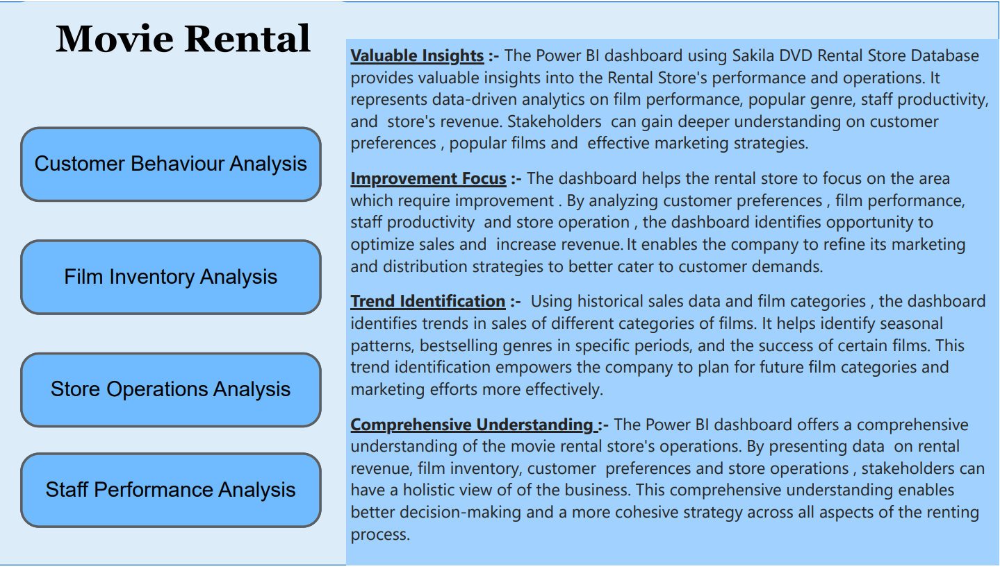 Movie Rental
Customer Behaviour Analysis
Film Inventory Analysis
Store Operations Analysis
Staff Performance Analysis
Valuable Insights :- The Power BI dashboard using Sakila DVD Rental Store Database
provides valuable insights into the Rental Store's performance and operations. It
represents data-driven analytics on film performance, popular genre, staff productivity,
and  store's revenue. Stakeholders  can gain deeper understanding on customer
preferences , popular films and  effective marketing strategies.
Improvement Focus :- The dashboard helps the rental store to focus on the area
which require improvement . By analyzing customer preferences , film performance,
staff productivity  and store operation , the dashboard identifies opportunity to
optimize sales and  increase revenue. It enables the company to refine its marketing
and distribution strategies to better cater to customer demands.
Trend Identification :-  Using historical sales data and film categories , the dashboard
identifies trends in sales of different categories of films. It helps identify seasonal
patterns, bestselling genres in specific periods, and the success of certain films. This
trend identification empowers the company to plan for future film categories and
marketing efforts more effectively.
Comprehensive Understanding :- The Power BI dashboard offers a comprehensive
understanding of the movie rental store's operations. By presenting data  on rental
revenue, film inventory, customer  preferences and store operations , stakeholders can
have a holistic view of of the business. This comprehensive understanding enables
better decision-making and a more cohesive strategy across all aspects of the renting
process.